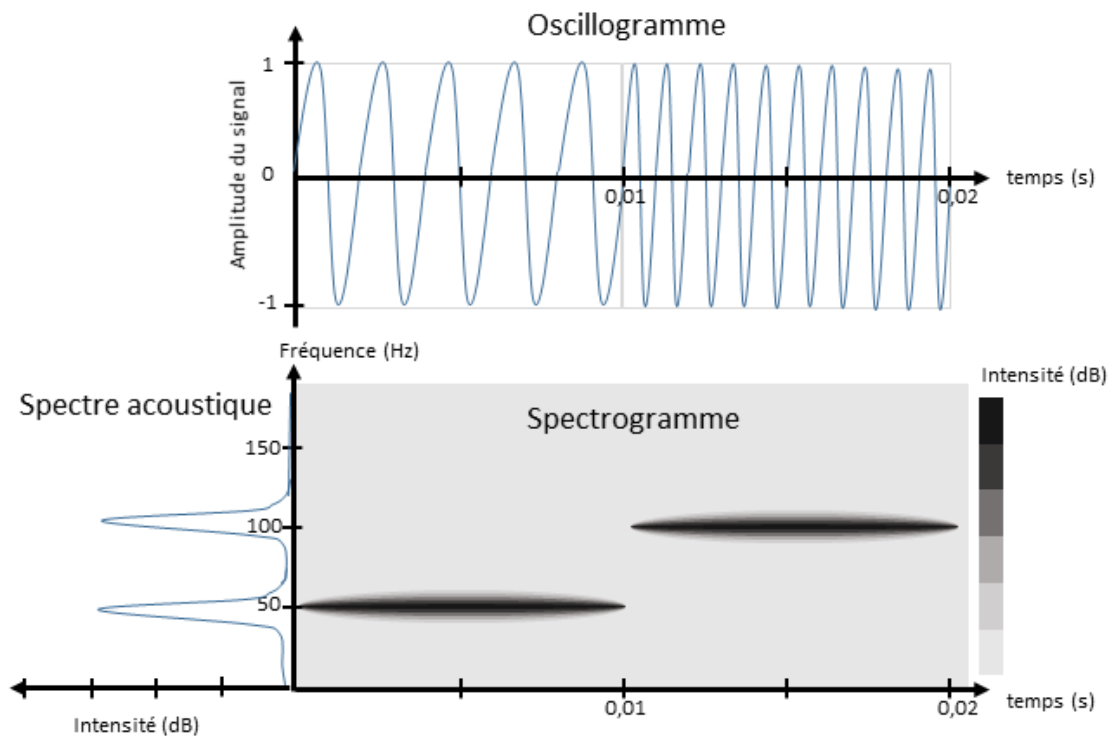 Oscillogramme
Amplitude du signal
1
0
-1
0,01
0,02
temps (s)
Fréquence (Hz)
Spectre acoustique
Spectrogramme
Intensité (dB)
150
100
50
0,01
0,02
temps (s)
Intensité (dB)